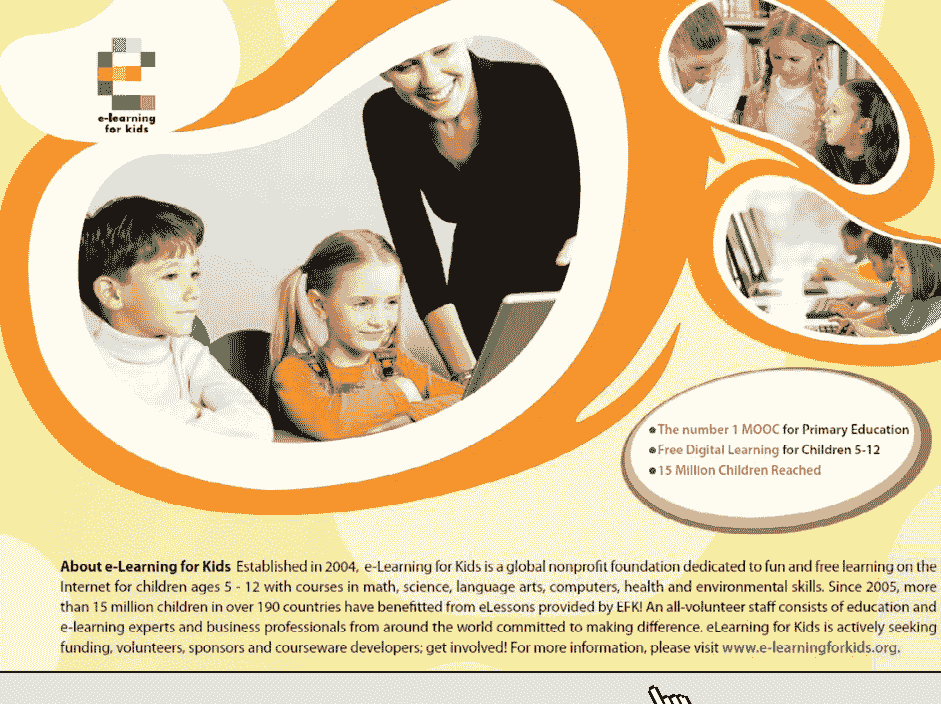 e-learning
for kids
The number 1 MOOC for Primary Education
Free Digital Learning for Children 5-12
15 Million Children Reached
About e-Learning for Kids Established in 2004, e-Learning for Kids is a global nonprofit foundation dedicated to fun and free learning on the
Internet for children ages 5 - 12 with courses in math, science, language arts, computers, health and environmental skills. Since 2005, more
than 15 million children in over 190 countries have benefitted from eLessons provided by EFK! An all-volunteer staff consists of education and
e-learning experts and business professionals from around the world committed to making difference. eLearning for Kids is actively seeking
funding, volunteers, sponsors and courseware developers; get involved! For more information, please visit www.e-learningforkids.org.